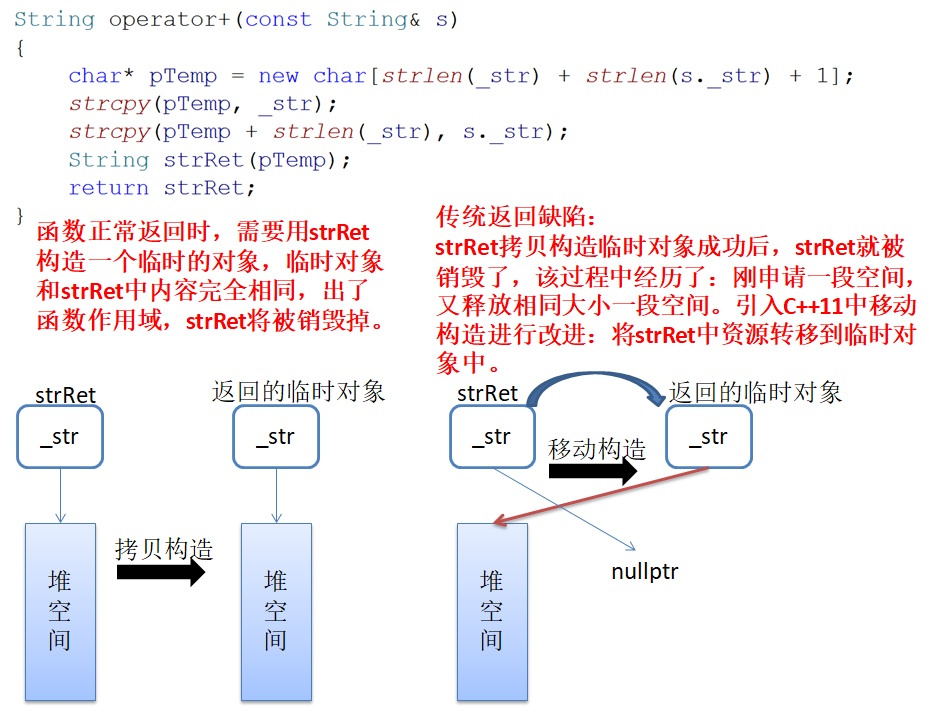 String operator+(const String& s)
{
char* pTemp = new char[strlen(_str) + strlen(s._str) + 1];
strcpy(pTemp, _str);
strcpy(pTemp + strlen(_str), s._str);
String strRet(pTemp);
return strRet;
}
函数正常返回时，需要用strRet
构造一个临时的对象，临时对象
和strRet中内容完全相同，出了
函数作用域，strRet将被销毁掉。
传统返回缺陷：
strRet拷贝构造临时对象成功后，strRet就被
销毁了，该过程中经历了：刚申请一段空间，
又释放相同大小一段空间。引入C++11中移动
构造进行改进：将strRet中资源转移到临时对
象中。
strRet
返回的临时对象
_str
_str
拷贝构造
堆
空
间
堆
空
间
strRet
返回的临时对象
_str
移动构造
_str
nullptr
堆
空
间